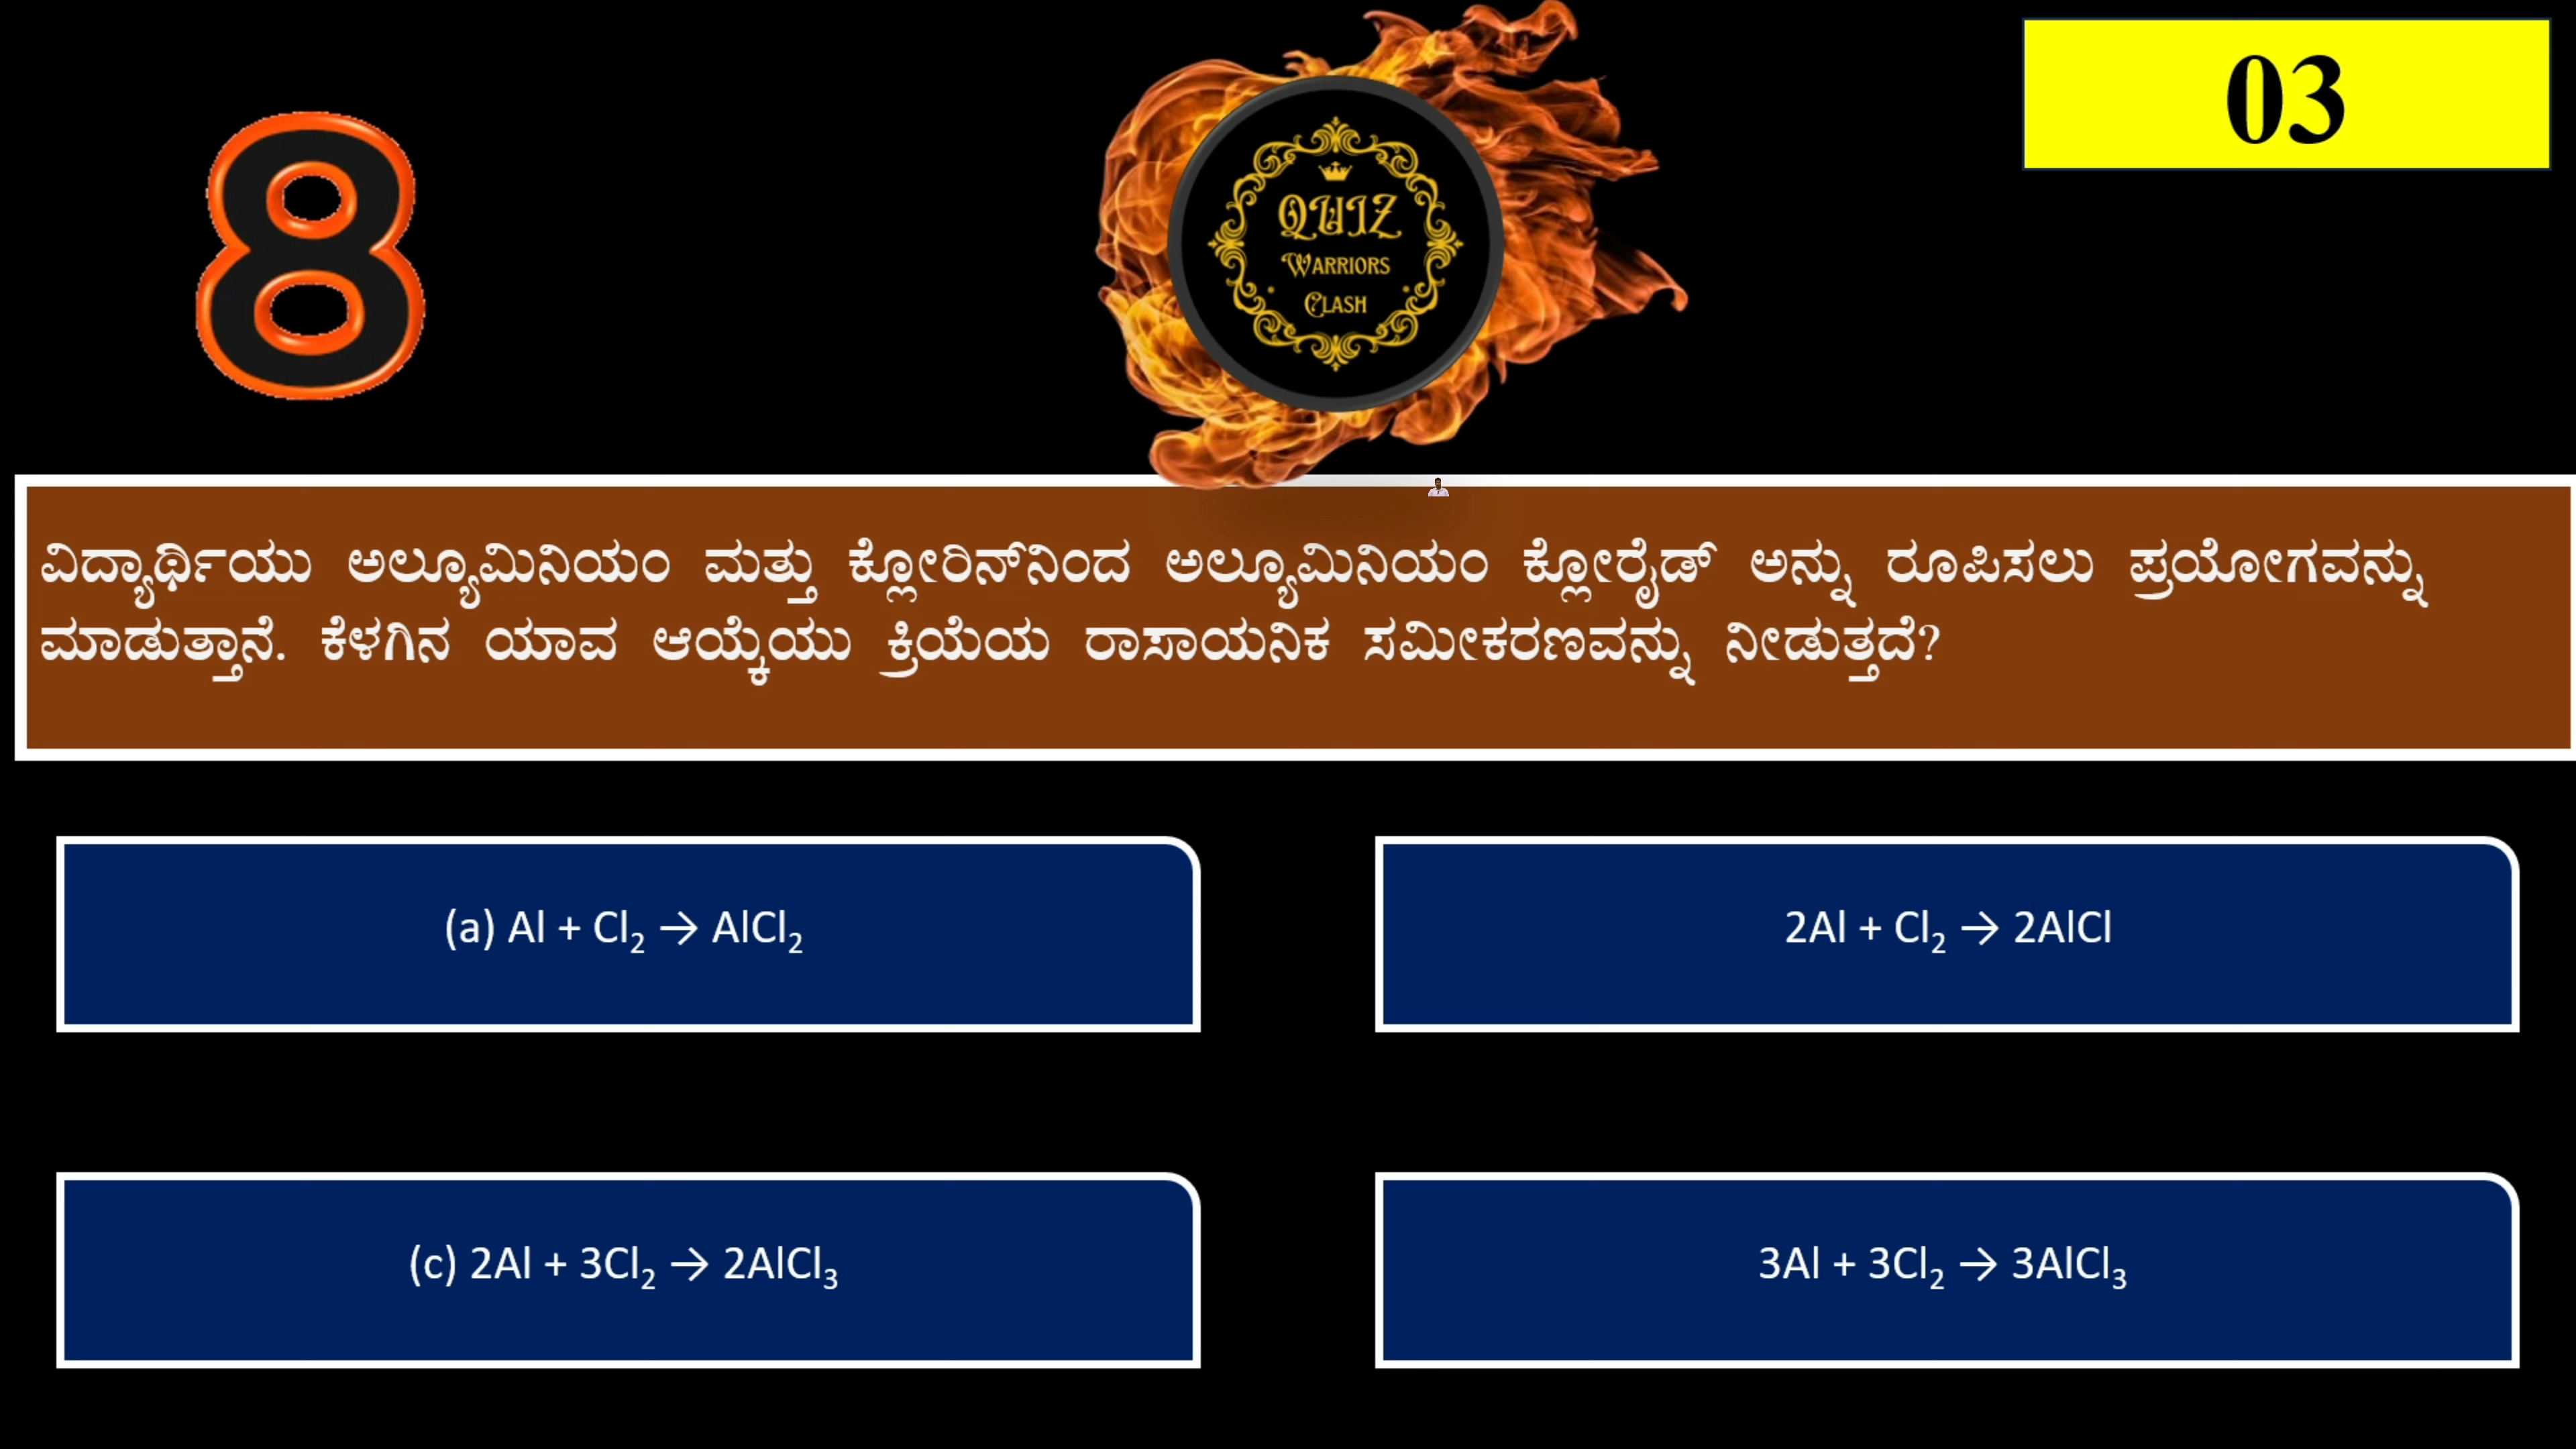 03
8
QUIZ
WARRIORS
CLASH
ವಿದ್ಯಾರ್ಥಿಯು ಅಲ್ಯೂಮಿನಿಯಂ ಮತ್ತು ಕ್ಲೋರಿನ್‌ನಿಂದ ಅಲ್ಯೂಮಿನಿಯಂ ಕ್ಲೋರೈಡ್ ಅನ್ನು ರೂಪಿಸಲು ಪ್ರಯೋಗವನ್ನು
ಮಾಡುತ್ತಾನೆ. ಕೆಳಗಿನ ಯಾವ ಆಯ್ಕೆಯು ಕ್ರಿಯೆಯ ರಾಸಾಯನಿಕ ಸಮೀಕರಣವನ್ನು ನೀಡುತ್ತದೆ?
(a) Al + Cl₂ → AlCl₂
2Al + Cl₂ → 2AlCl
(c) 2Al + 3Cl₂ → 2AlCl₃
3Al + 3Cl₂ → 3AlCl₃